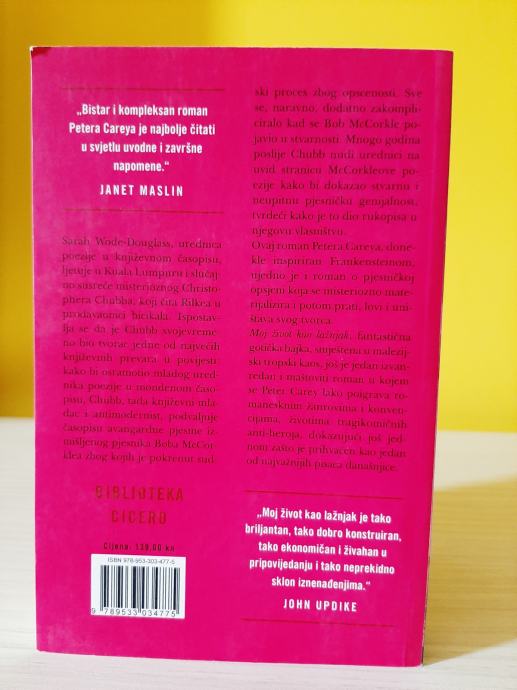 „Bistar i kompleksan roman
Petera Careya je najbolje čitati
u svjetlu uvodne i završne
napomene.“
JANET MASLIN
Sarah Wode-Douglass, urednica
poezije u književnom časopisu,
ljetuje u Kuala Lumpuru i slučaj-
no susreće misterioznog Christo-
phera Chubba, koji čita Rilkea u
prodavaonici bicikala. Ispostav-
lja se da je Chubb svojevreme-
no bio tvorac jedne od najvećih
književnih prevara u povijesti:
kako bi osramotio mladog ured-
nika poezije u mondenom časo-
pisu, Chubb, tada književni mla-
dac i antimodernist, podvaljuje
časopisu avangardne pjesme iz-
mišljenog pjesnika Boba McCor-
klea zbog kojih je pokrenut sud-
ski proces zbog opscenosti. Sve
se, naravno, dodatno zakompli-
ciralo kad se Bob McCorkle po-
javio u stvarnosti. Mnogo godina
poslije Chubb nudi urednici na
uvid stranicu McCorkleove po-
ezije kako bi dokazao stvarnu i
neupitnu pjesničku genijalnost,
tvrdeći kako je to dio rukopisa u
njegovu vlasništvu.
Ovaj roman Petera Careya, done-
kle inspiriran Frankensteinom,
ujedno je i roman o pjesničkoj
opsjeni koja se misteriozno mate-
rijalizira i potom prati, lovi i uni-
štava svog tvorca.
Moj život kao lažnjak, fantastična
gotička bajka, smještena u malezij-
ski tropski kaos, još je jedan izvan-
redan i maštovit roman u kojem
se Peter Carey lako poigrava ro-
manesknim žanrovima i konven-
cijama, životima tragikomičnih
anti-heroja, dokazujući još jed-
nom zašto je prihvaćen kao jedan
od najvažnijih pisaca današnjice.
BIBLIOTEKA
CICERO
Cijena: 139,00 kn
ISBN 978-953-303-477-5
9 789533 034775
„Moj život kao lažnjak je tako
briljantan, tako dobro konstruiran,
tako ekonomičan i živahan u
pripovijedanju i tako neprekidno
sklon iznenađenjima.“
JOHN UPDIKE